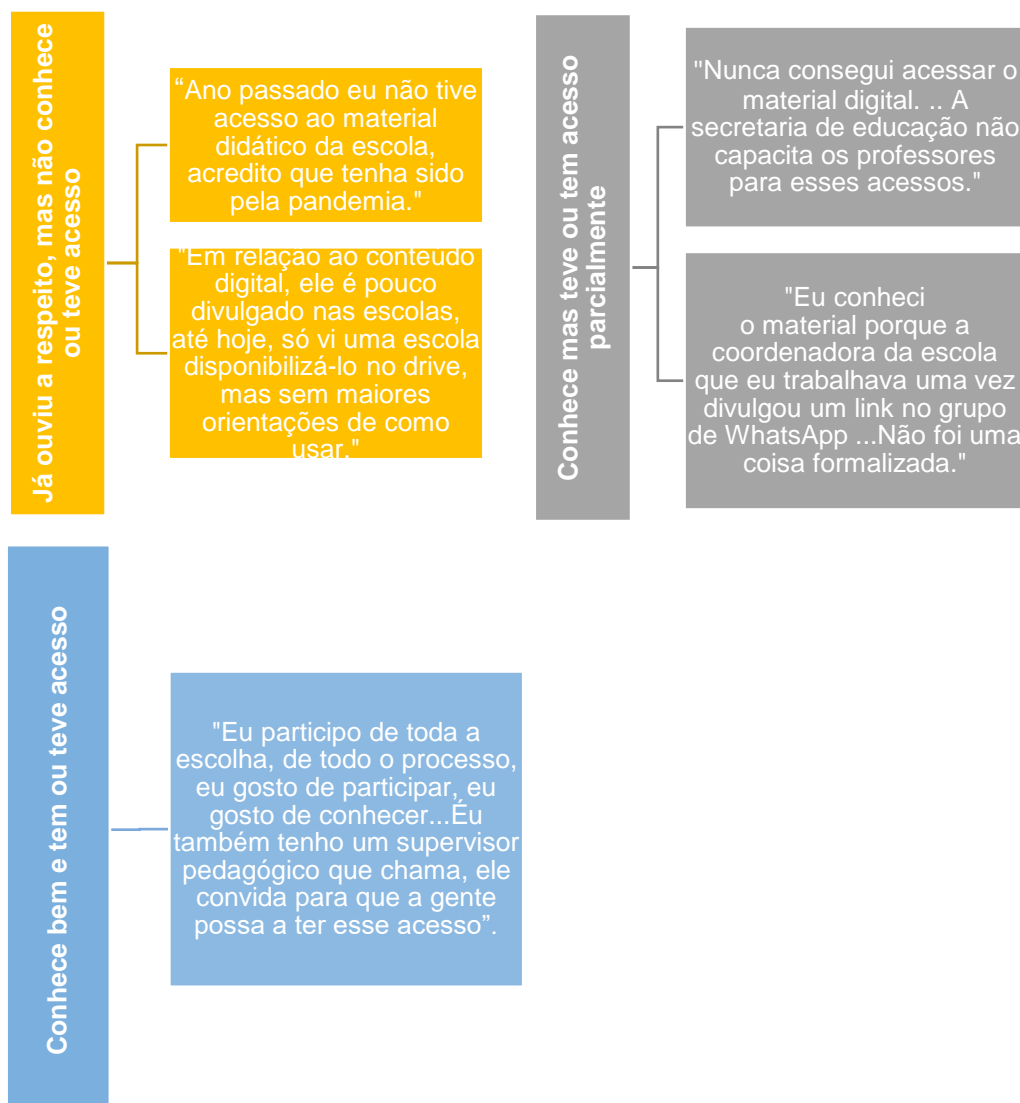 Já ouviu a respeito, mas não conhece
ou teve acesso
“Ano passado eu não tive
acesso ao material
didático da escola,
acredito que tenha sido
pela pandemia."
"Em relação ao conteúdo
digital, ele é pouco
divulgado nas escolas,
até hoje, só vi uma escola
disponibilizá-lo no drive,
mas sem maiores
orientações de como
usar."
Conhece mas teve ou tem acesso
parcialmente
"Nunca consegui acessar o
material digital. .. A
secretaria de educação não
capacita os professores
para esses acessos."
"Eu conheci
o material porque a
coordenadora da escola
que eu trabalhava uma vez
divulgou um link no grupo
de WhatsApp ...Não foi uma
coisa formalizada."
Conhece bem e tem ou teve acesso
"Eu participo de toda a
escolha, de todo o processo,
eu gosto de participar, eu
gosto de conhecer...Eu
também tenho um supervisor
pedagógico que chama, ele
convida para que a gente
possa a ter esse acesso”.